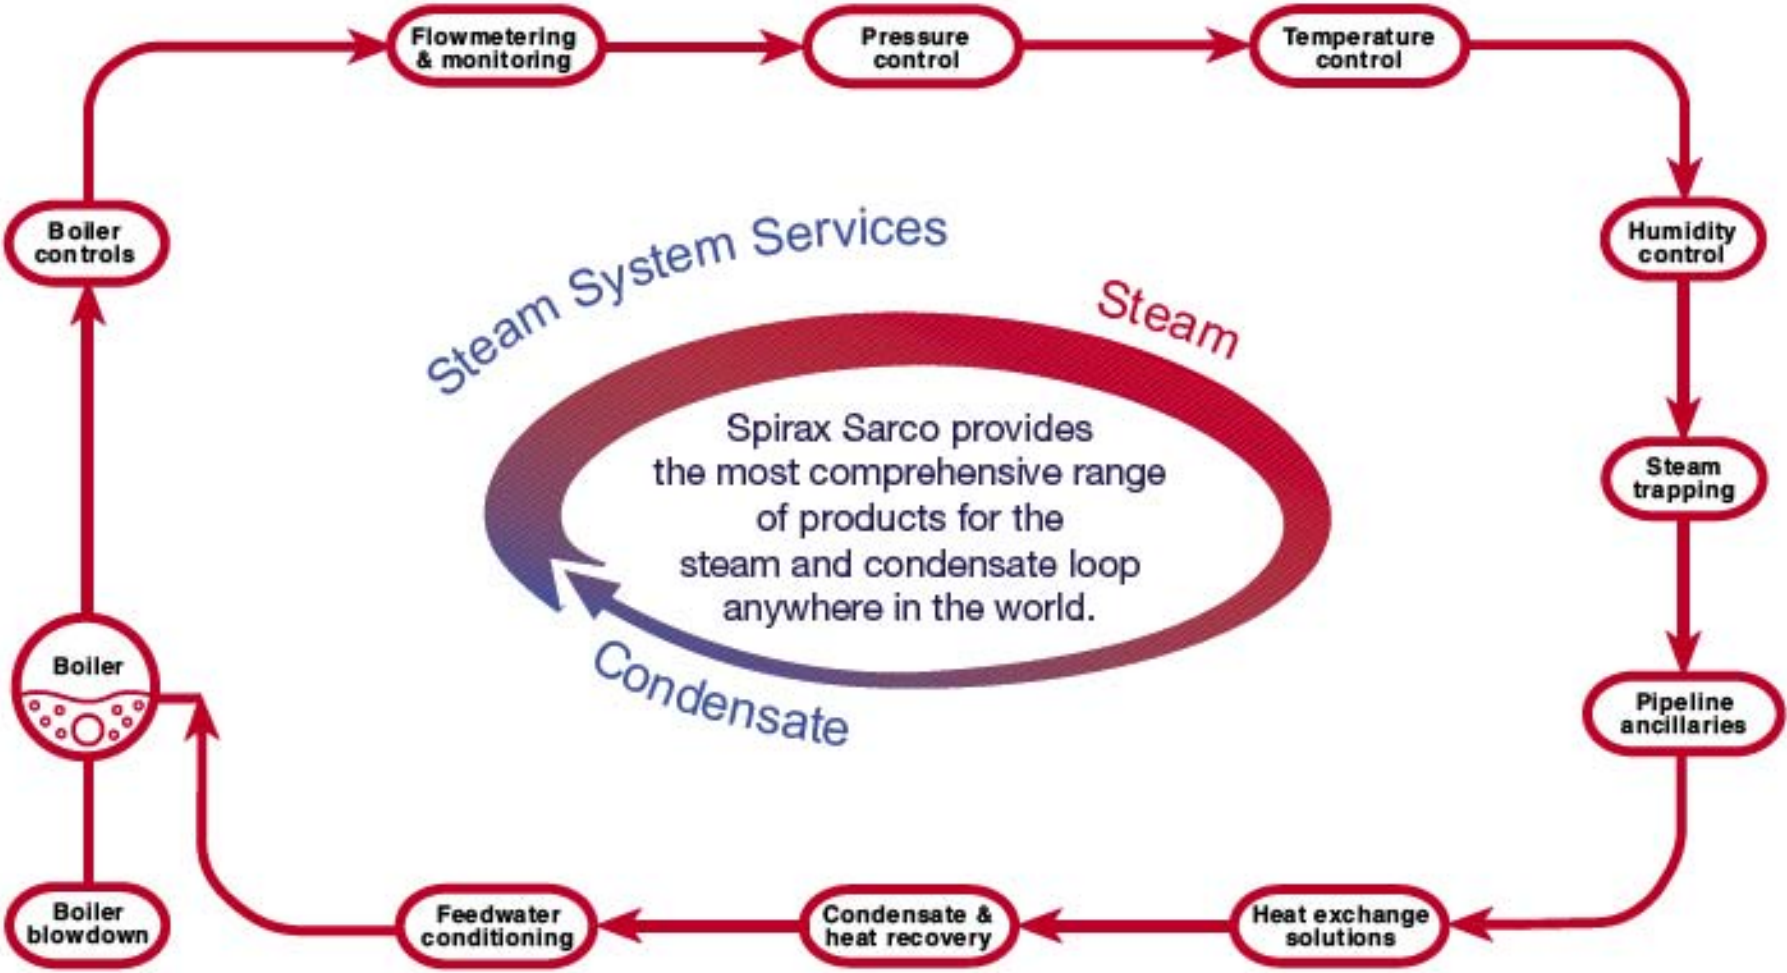 Flowmetering
& monitoring
Pressure
control
Temperature
control
Boiler
controls
Humidity
control
Steam System Services
Steam
Spirax Sarco provides
the most comprehensive range
of products for the
steam and condensate loop
anywhere in the world.
Condensate
Steam
trapping
Boiler
Pipeline
ancillaries
Boiler
blowdown
Feedwater
conditioning
Condensate &
heat recovery
Heat exchange
solutions